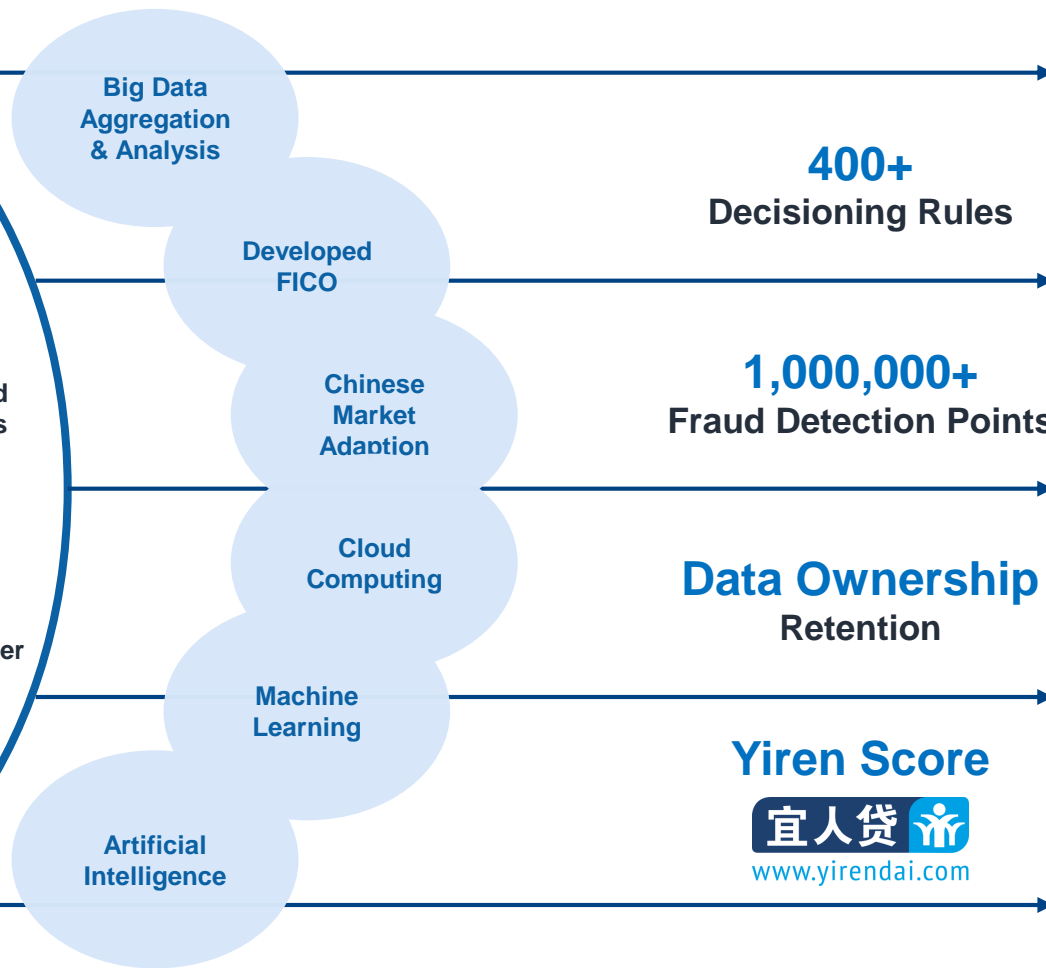 Big Data
Aggregation
& Analysis
Developed
FICO
Chinese
Market
Adaption
Cloud
Computing
Machine
Learning
Artificial
Intelligence
er
400+
Decisioning Rules
1,000,000+
Fraud Detection Points
Data Ownership
Retention
Yiren Score
宜人贷
www.yirendai.com